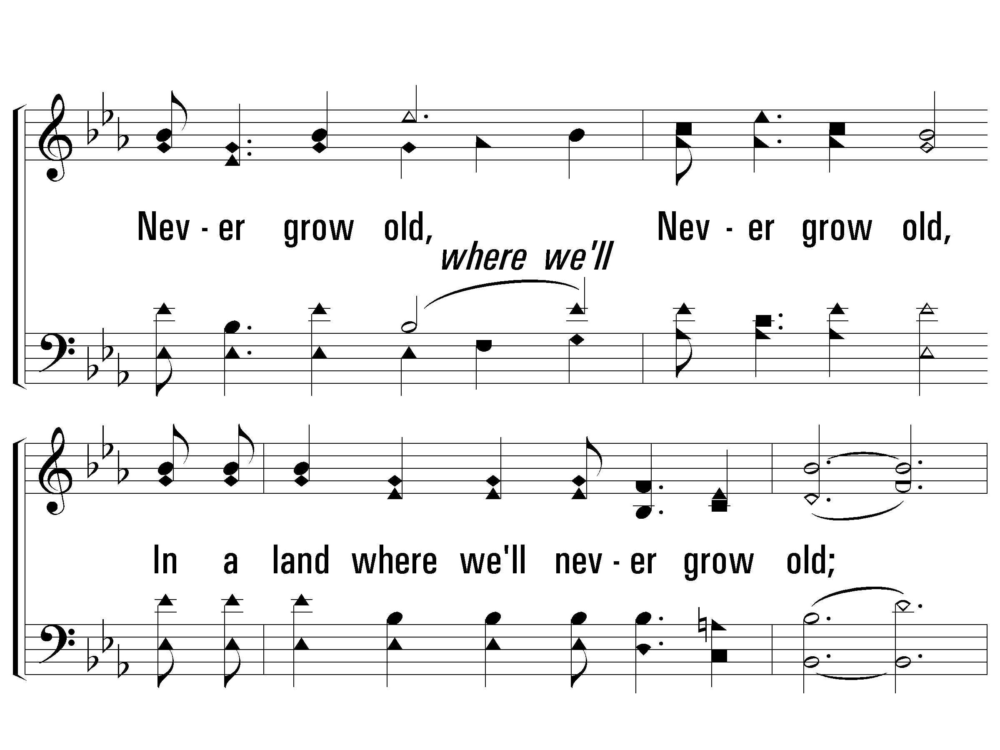 Nev - er grow old, Nev - er grow old,
where we'll
In a land where we'll nev - er grow old;